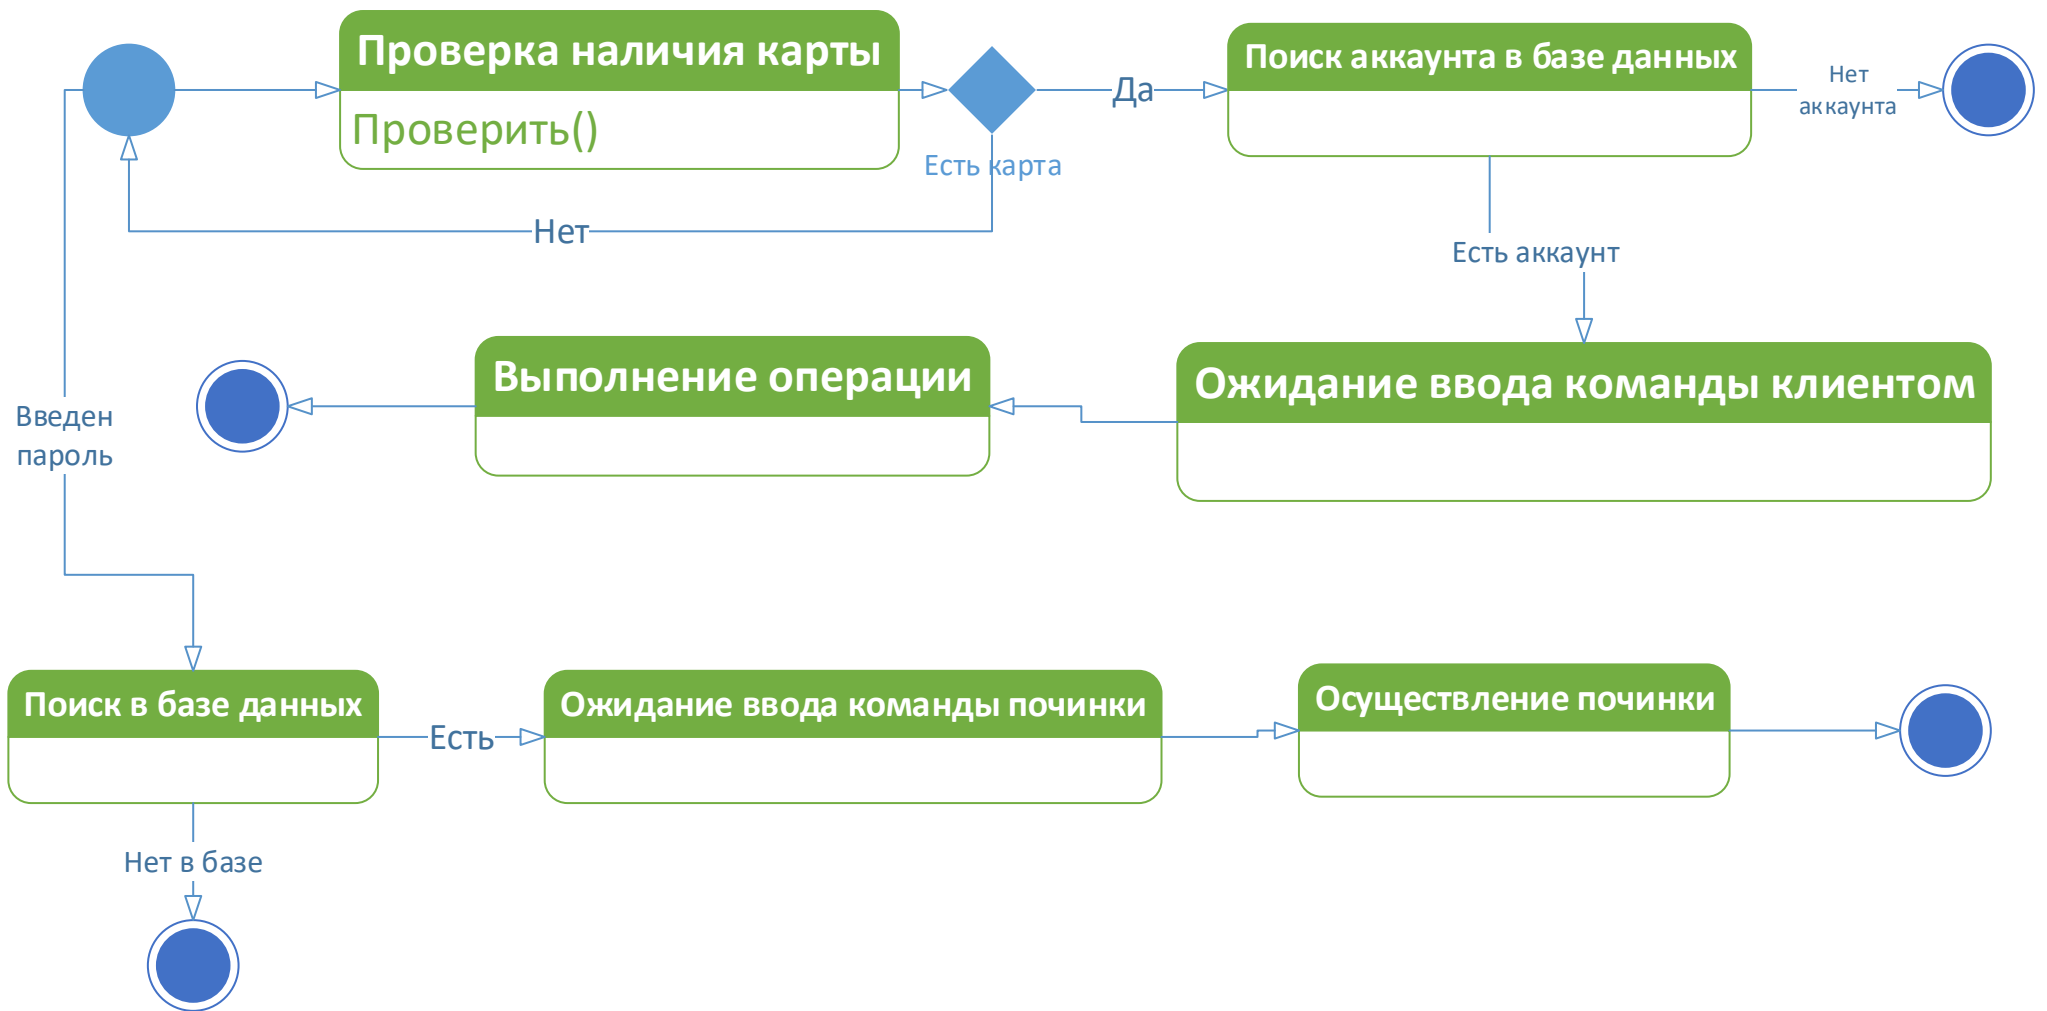 Проверка наличия карты
Проверить()
Есть карта
Да
Поиск аккаунта в базе данных
Нет
аккаунта
Нет
Есть аккаунт
Выполнение операции
Ожидание ввода команды клиентом
Введен
пароль
Поиск в базе данных
Есть
Ожидание ввода команды починки
Осуществление починки
Нет в базе